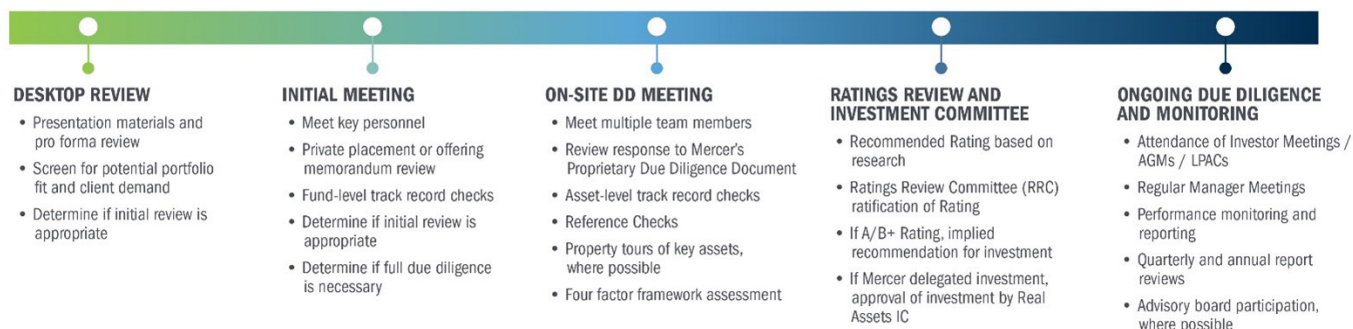 DESKTOP REVIEW
• Presentation materials and
pro forma review
• Screen for potential portfolio
fit and client demand
• Determine if initial review is
appropriate
INITIAL MEETING
• Meet key personnel
• Private placement or offering
memorandum review
• Fund-level track record checks
• Determine if initial review is
appropriate
• Determine if full due diligence
is necessary
ON-SITE DD MEETING
• Meet multiple team members
• Review response to Mercer's
Proprietary Due Diligence Document
• Asset-level track record checks
• Reference Checks
• Property tours of key assets,
where possible
• Four factor framework assessment
RATINGS REVIEW AND
INVESTMENT COMMITTEE
• Recommended Rating based on
research
• Ratings Review Committee (RRC)
ratification of Rating
• If A/B+ Rating, implied
recommendation for investment
• If Mercer delegated investment,
approval of investment by Real
Assets IC
ONGOING DUE DILIGENCE
AND MONITORING
• Attendance of Investor Meetings /
AGMs / LPACs
• Regular Manager Meetings
• Performance monitoring and
reporting
• Quarterly and annual report
reviews
• Advisory board participation,
where possible